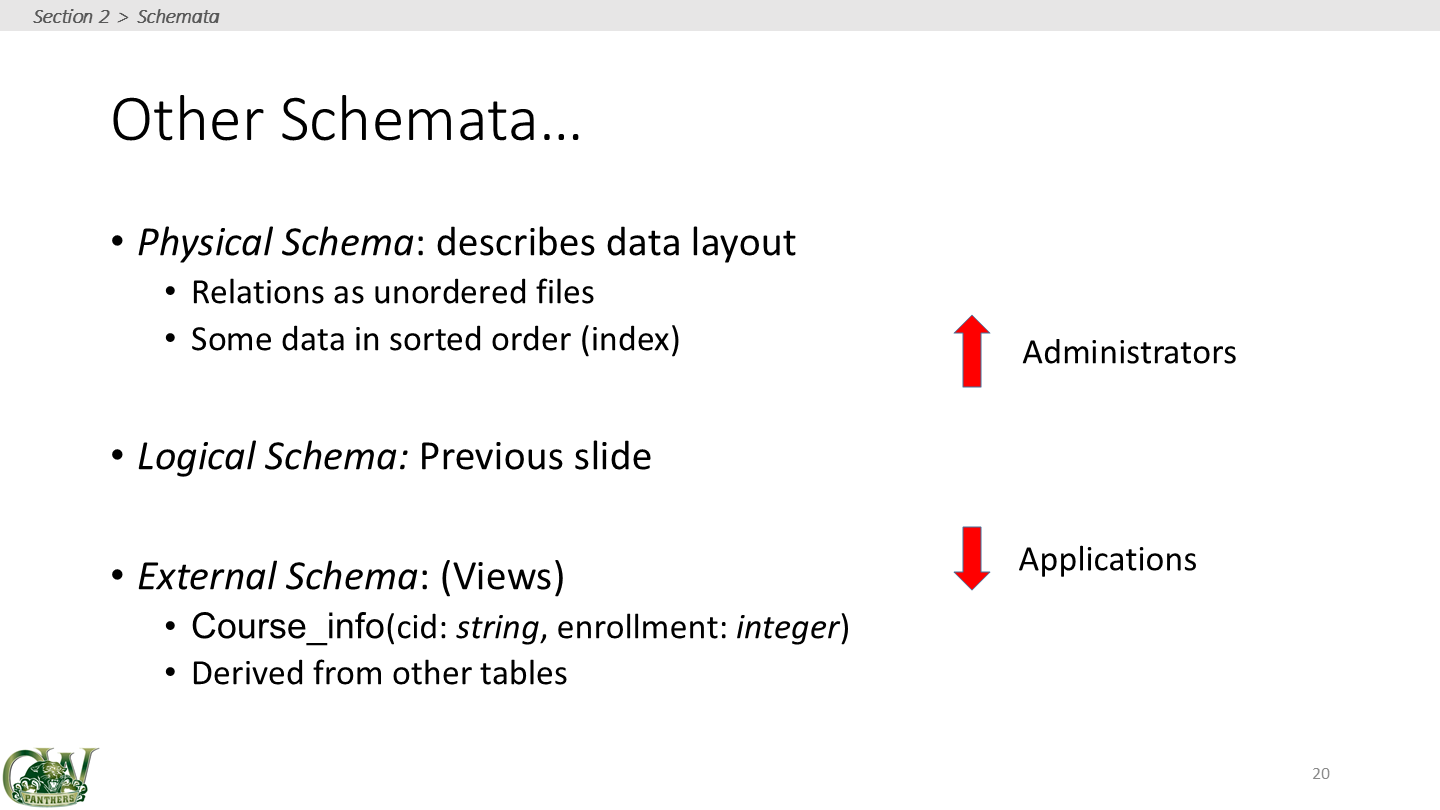 Section 2 > Schemata
Other Schemata…
• Physical Schema: describes data layout
• Relations as unordered files
• Some data in sorted order (index)
Administrators
• Logical Schema: Previous slide
Applications
• External Schema: (Views)
• Course_info(cid: string, enrollment: integer)
• Derived from other tables
CW
PANTHERS
20